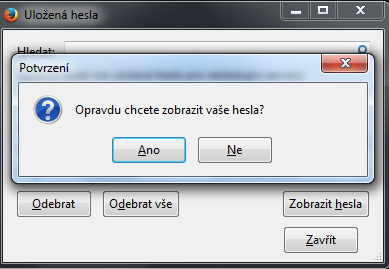 Uložená hesla
Hledat:
Potvrzení
Opravdu chcete zobrazit vaše hesla?
Ano
Ne
Odebrat
Odebrat vše
Zobrazit hesla
Zavřít